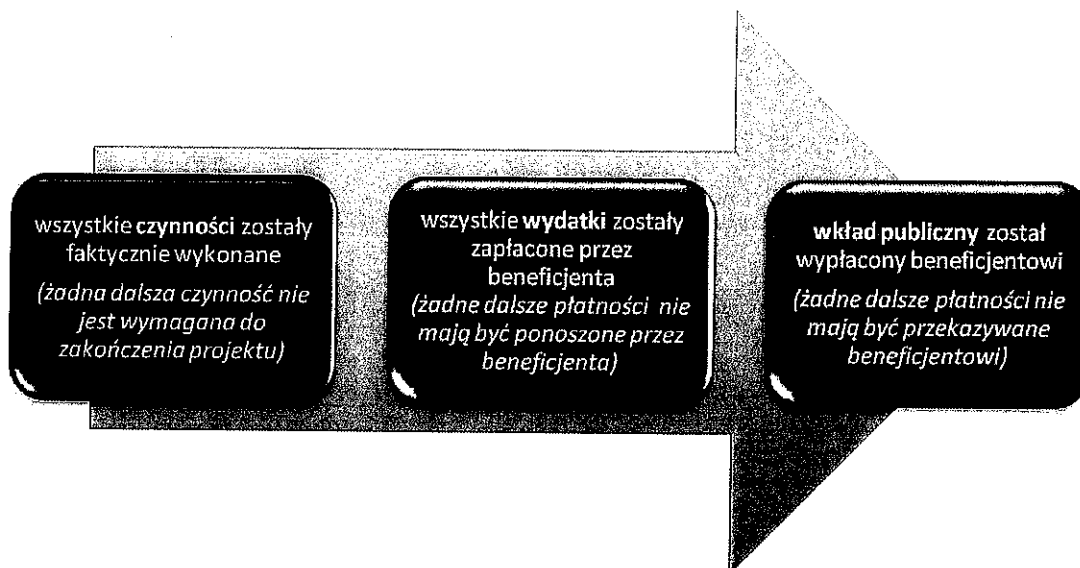 wszystkie czynności zostały
faktycznie wykonane
(żadna dalsza czynność nie
jest wymagana do
zakończenia projektu)
wszystkie wydatki zostały
zapłacone przez
beneficjenta
(żadne dalsze płatności nie
mają być ponoszone przez
beneficjenta)
wkład publiczny został
wypłacony beneficjentowi
(żadne dalsze płatności nie
mają być przekazywane
beneficjentowi)